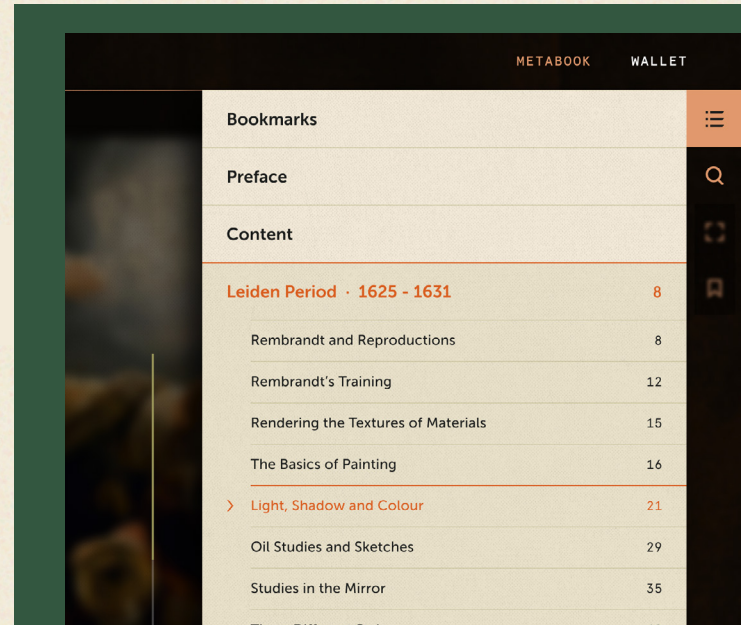 METABOOK WALLET
Bookmarks
Preface
Content
Leiden Period · 1625 - 1631 8
Rembrandt and Reproductions 8
Rembrandt's Training 12
Rendering the Textures of Materials 15
The Basics of Painting 16
Light, Shadow and Colour 21
Oil Studies and Sketches 29
Studies in the Mirror 35